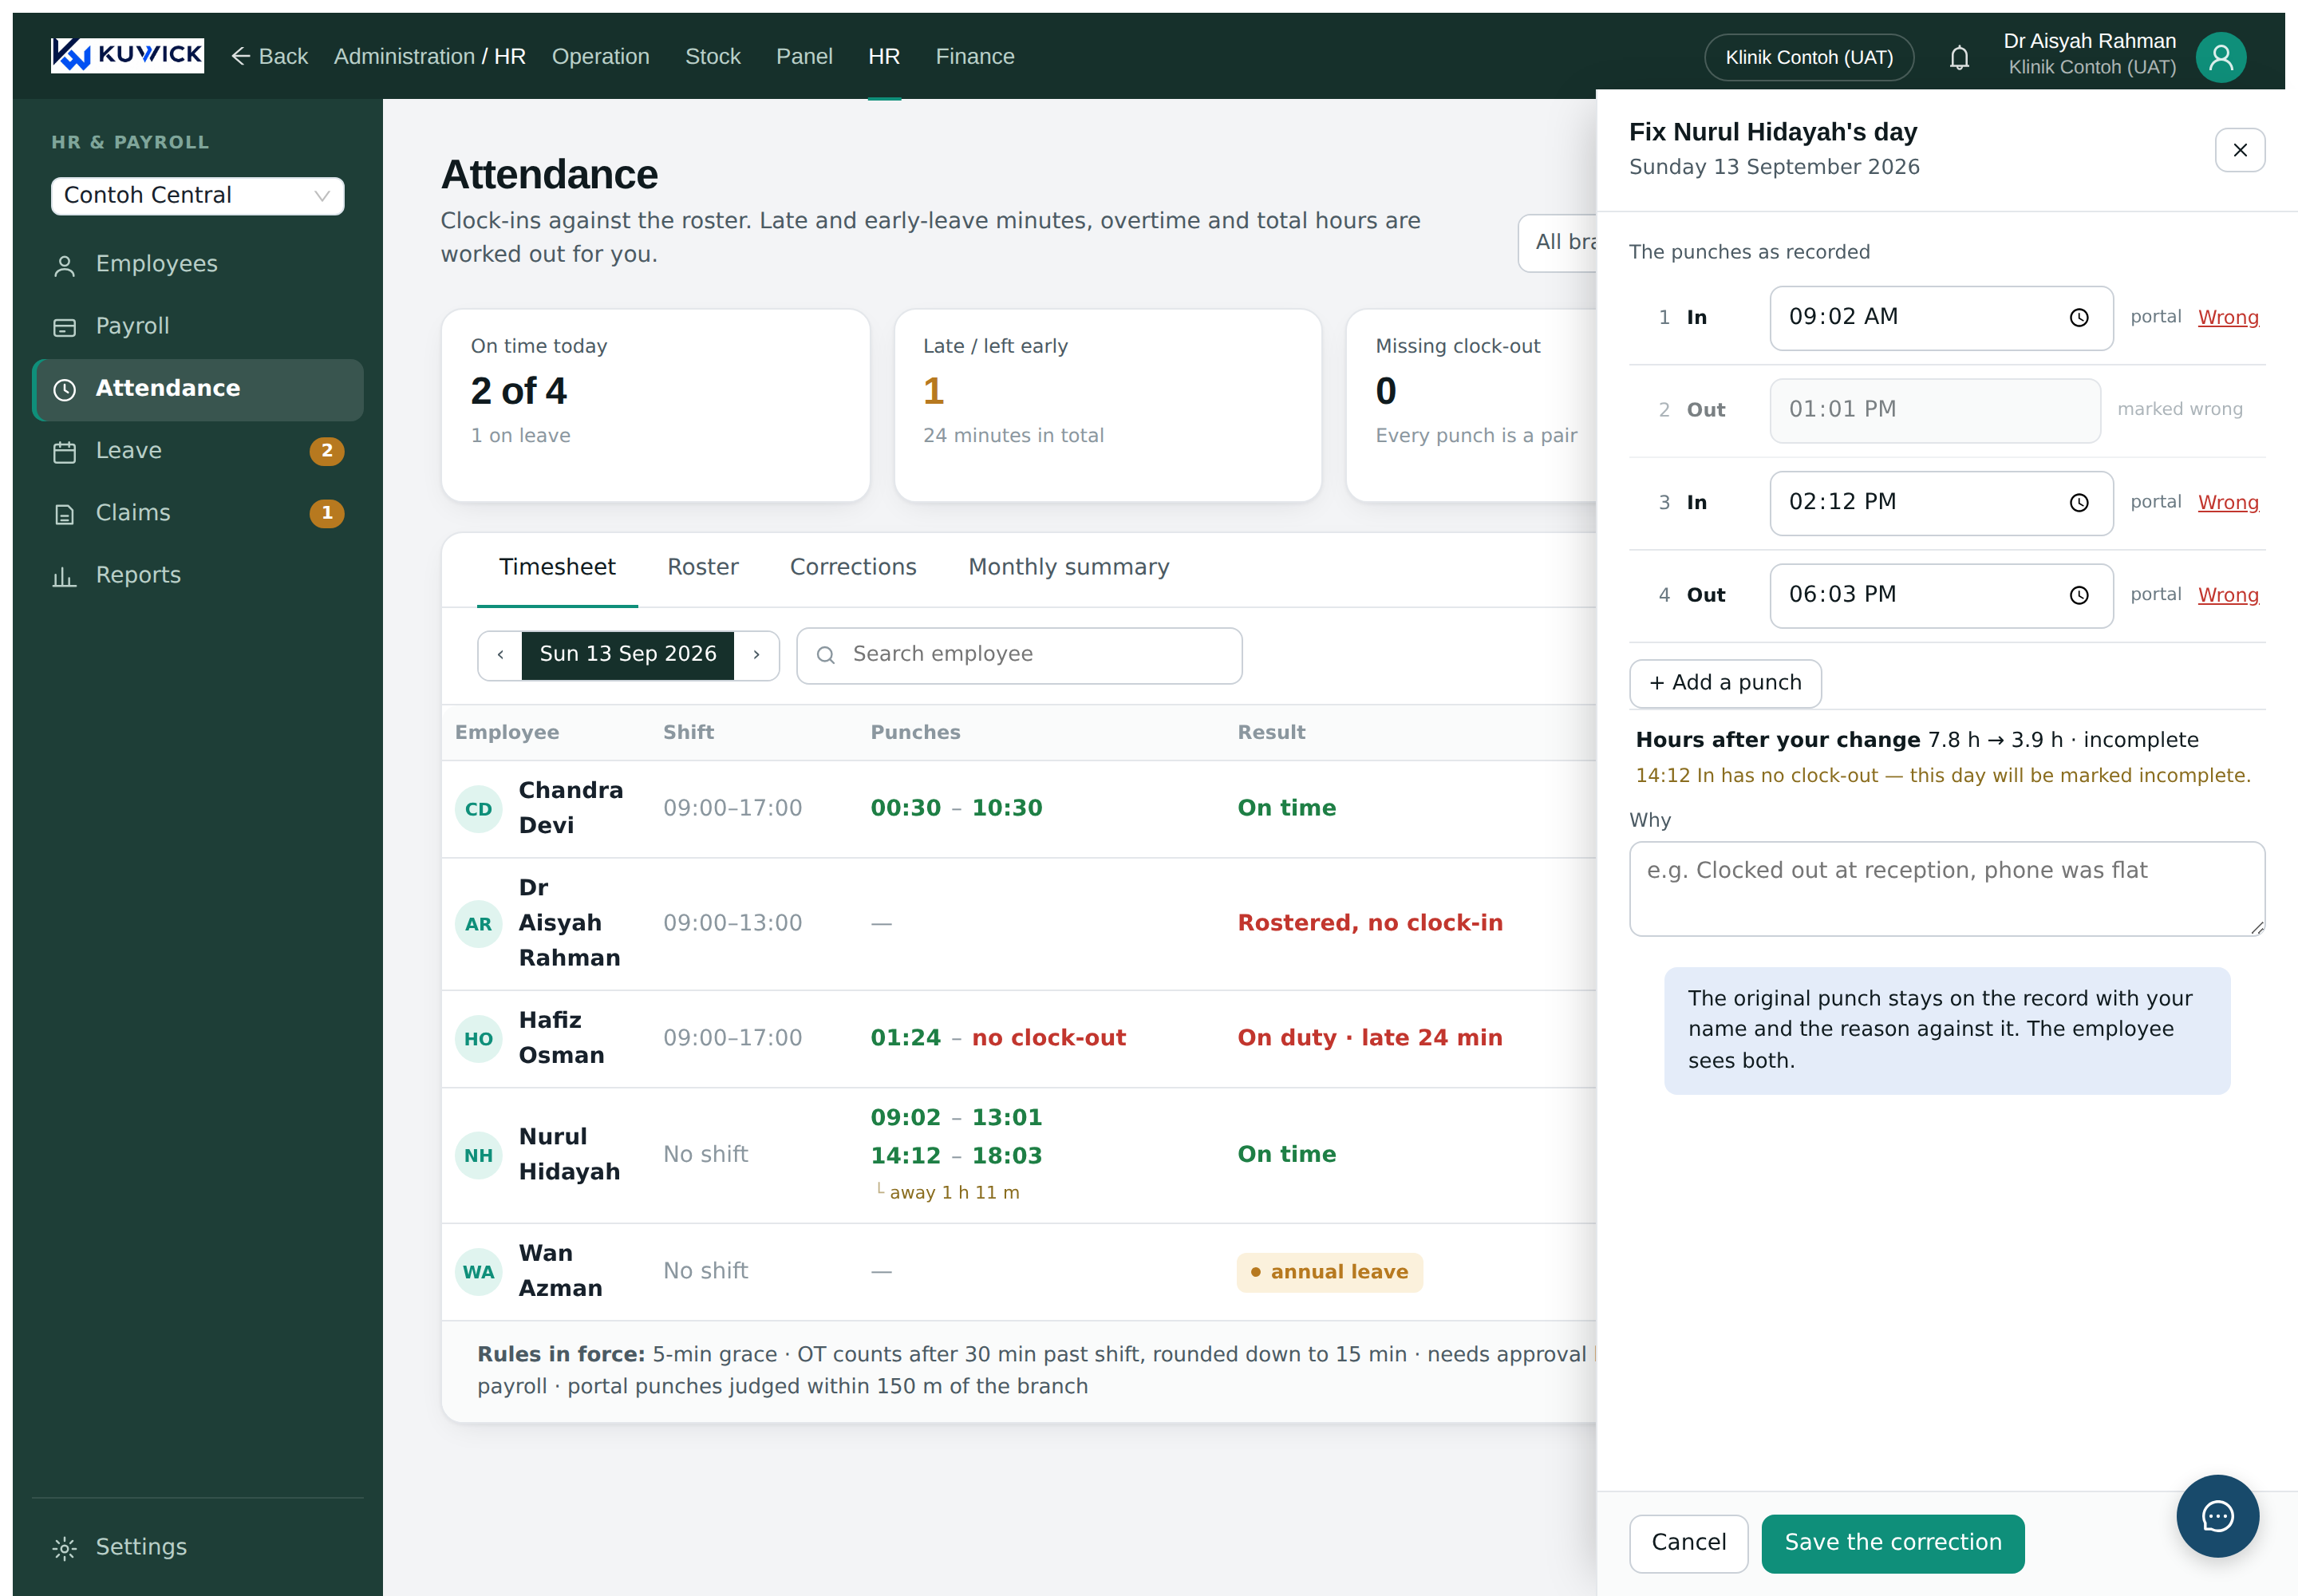 KUWICK
Back
Administration / HR
Operation
Stock
Panel
HR
Finance
Klinik Contoh (UAT)
Dr Aisyah Rahman
Klinik Contoh (UAT)
HR & PAYROLL
Contoh Central
Employees
Payroll
Attendance
Leave
2
Claims
1
Reports
Settings
Attendance
Clock-ins against the roster. Late and early-leave minutes, overtime and total hours are
worked out for you.
All bra
On time today
2 of 4
1 on leave
Late / left early
1
24 minutes in total
Missing clock-out
0
Every punch is a pair
Timesheet
Roster
Corrections
Monthly summary
‹ Sun 13 Sep 2026 ›
Search employee
Employee Shift Punches Result
CD Chandra Devi 09:00–17:00 00:30 – 10:30 On time
AR Dr Aisyah Rahman 09:00–13:00 — Rostered, no clock-in
HO Hafiz Osman 09:00–17:00 01:24 – no clock-out On duty · late 24 min
NH Nurul Hidayah No shift 09:02 – 13:01 On time
14:12 – 18:03
└ away 1 h 11 m
WA Wan Azman No shift — annual leave
Rules in force: 5-min grace · OT counts after 30 min past shift, rounded down to 15 min · needs approval
payroll · portal punches judged within 150 m of the branch
Fix Nurul Hidayah's day
Sunday 13 September 2026
×
The punches as recorded
1 In 09:02 AM portal Wrong
2 Out 01:01 PM marked wrong
3 In 02:12 PM portal Wrong
4 Out 06:03 PM portal Wrong
+ Add a punch
Hours after your change 7.8 h → 3.9 h · incomplete
14:12 In has no clock-out — this day will be marked incomplete.
Why
e.g. Clocked out at reception, phone was flat
The original punch stays on the record with your
name and the reason against it. The employee
sees both.
Cancel
Save the correction